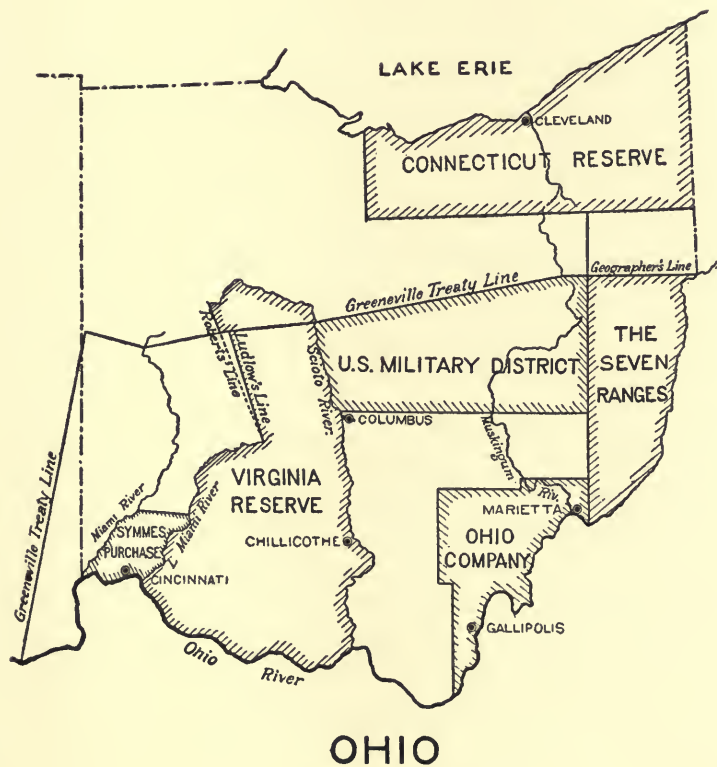 LAKE ERIE
CLEVELAND
CONNECTICUT RESERVE
Geographer's Line
Greeneville Treaty Line
THE
SEVEN
RANGES
U.S. MILITARY DISTRICT
Roberts' Line
Ludlow's Line
Scioto River.
COLUMBUS
Muskingum
Riv.
MARIETTA
VIRGINIA
RESERVE
OHIO
COMPANY
Greeneville Treaty Line
Miami River
SYMMES
PURCHASE
L. Miami River
CHILLICOTHE
CINCINNATI
GALLIPOLIS
Ohio
River
OHIO